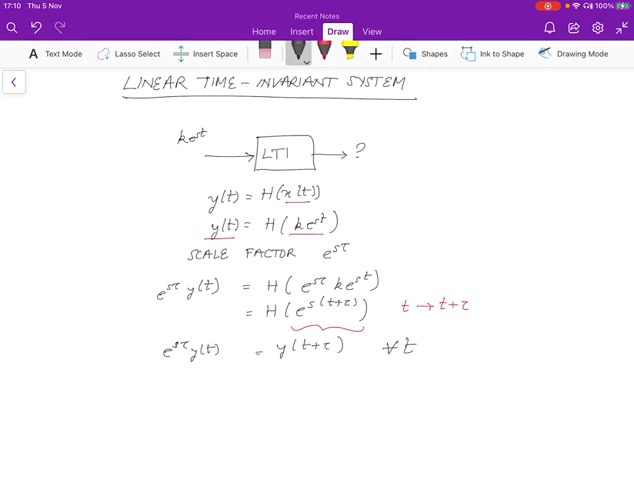 17:10 Thu 5 Nov
100%
Recent Notes
Home Insert Draw View
Text Mode Lasso Select Insert Space Shapes Ink to Shape Drawing Mode
LINEAR TIME-INVARIANT SYSTEM
ke^{st}
LTI ?
y(t) = H(x(t))
y(t) = H(ke^{st})
SCALE FACTOR e^{sτ}
e^{sτ} y(t) = H(e^{sτ} ke^{st})
= H(e^{s(t+τ)}) t → t+τ
e^{sτ} y(t) = y(t+τ) ∀t